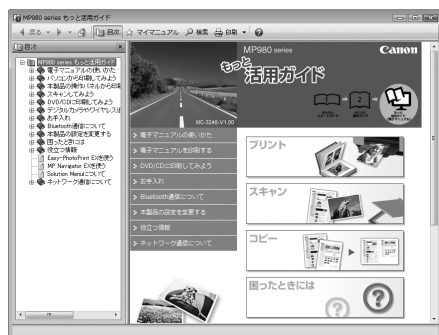 MP980 series もっと活用ガイド
戻る
目次
マイマニュアル
検索
印刷
目次
MP980 series もっと活用ガイド
電子マニュアルの使いかた
パソコンから印刷してみよう
本製品の操作パネルから印刷
スキャンしてみよう
DVD/CDに印刷してみよう
デジタルカメラやワイヤレス通
お手入れ
Bluetooth通信について
本製品の設定を変更する
困ったときには
役立つ情報
Easy-PhotoPrint EXを使う
MP Navigator EXを使う
Solution Menuについて
ネットワーク通信について
MP980 series
Canon
もっと
活用ガイド
MC-3246-V1.00
電子マニュアルの使いかた
電子マニュアルを印刷する
DVD/CDに印刷してみよう
お手入れ
Bluetooth通信について
本製品の設定を変更する
役立つ情報
ネットワーク通信について
プリント
スキャン
コピー
困ったときには